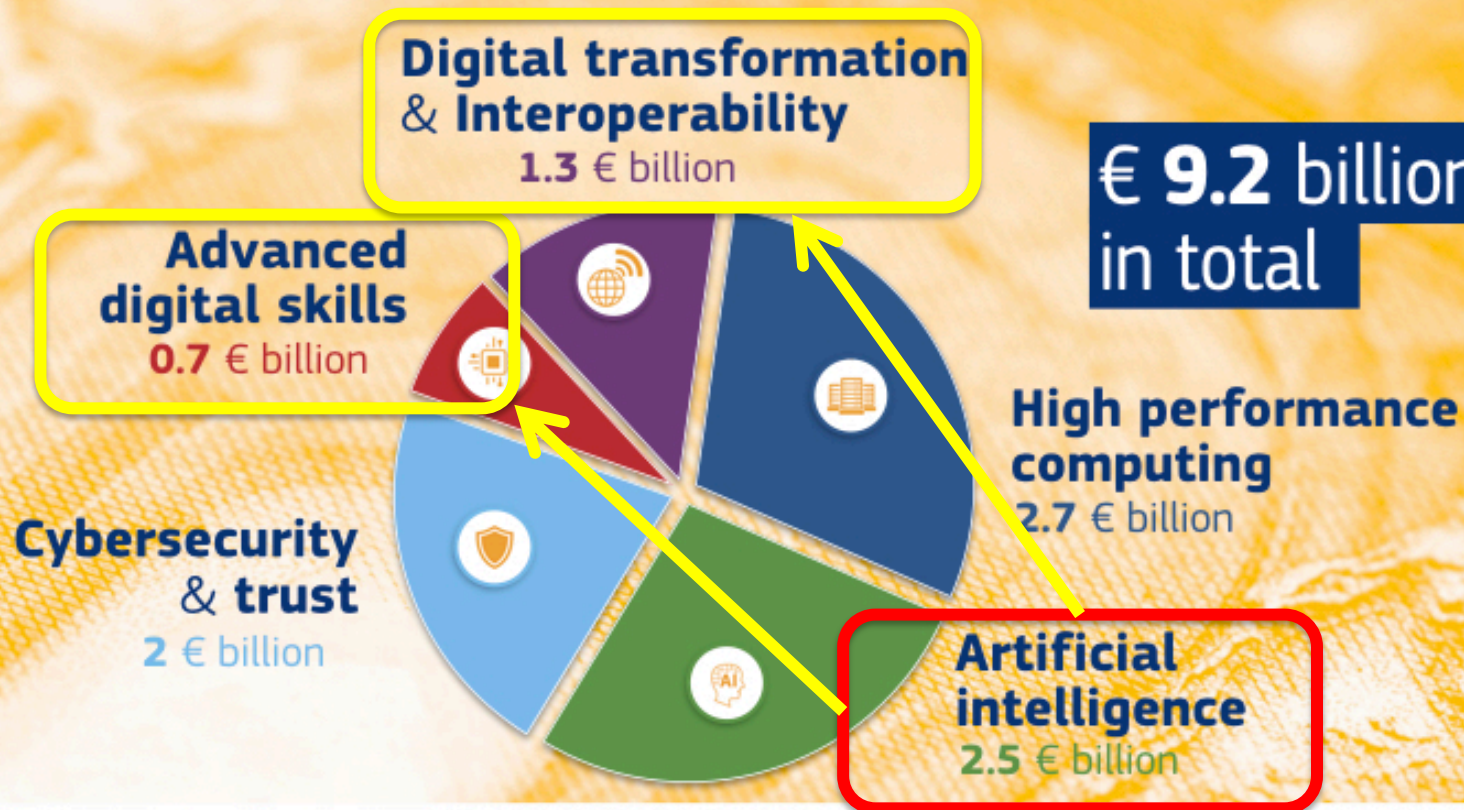 Digital transformation
& Interoperability
1.3 € billion
€ 9.2 billion
in total
Advanced
digital skills
0.7 € billion
High performance
computing
2.7 € billion
Cybersecurity
& trust
2 € billion
Artificial
intelligence
2.5 € billion
AI